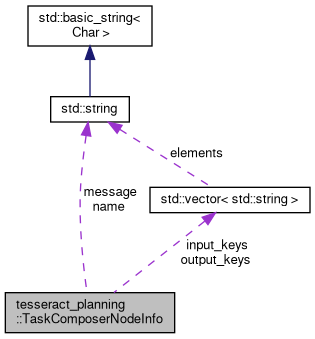 std::basic_string<
Char >
std::string
elements
message
name
std::vector< std::string >
input_keys
output_keys
tesseract_planning
::TaskComposerNodeInfo